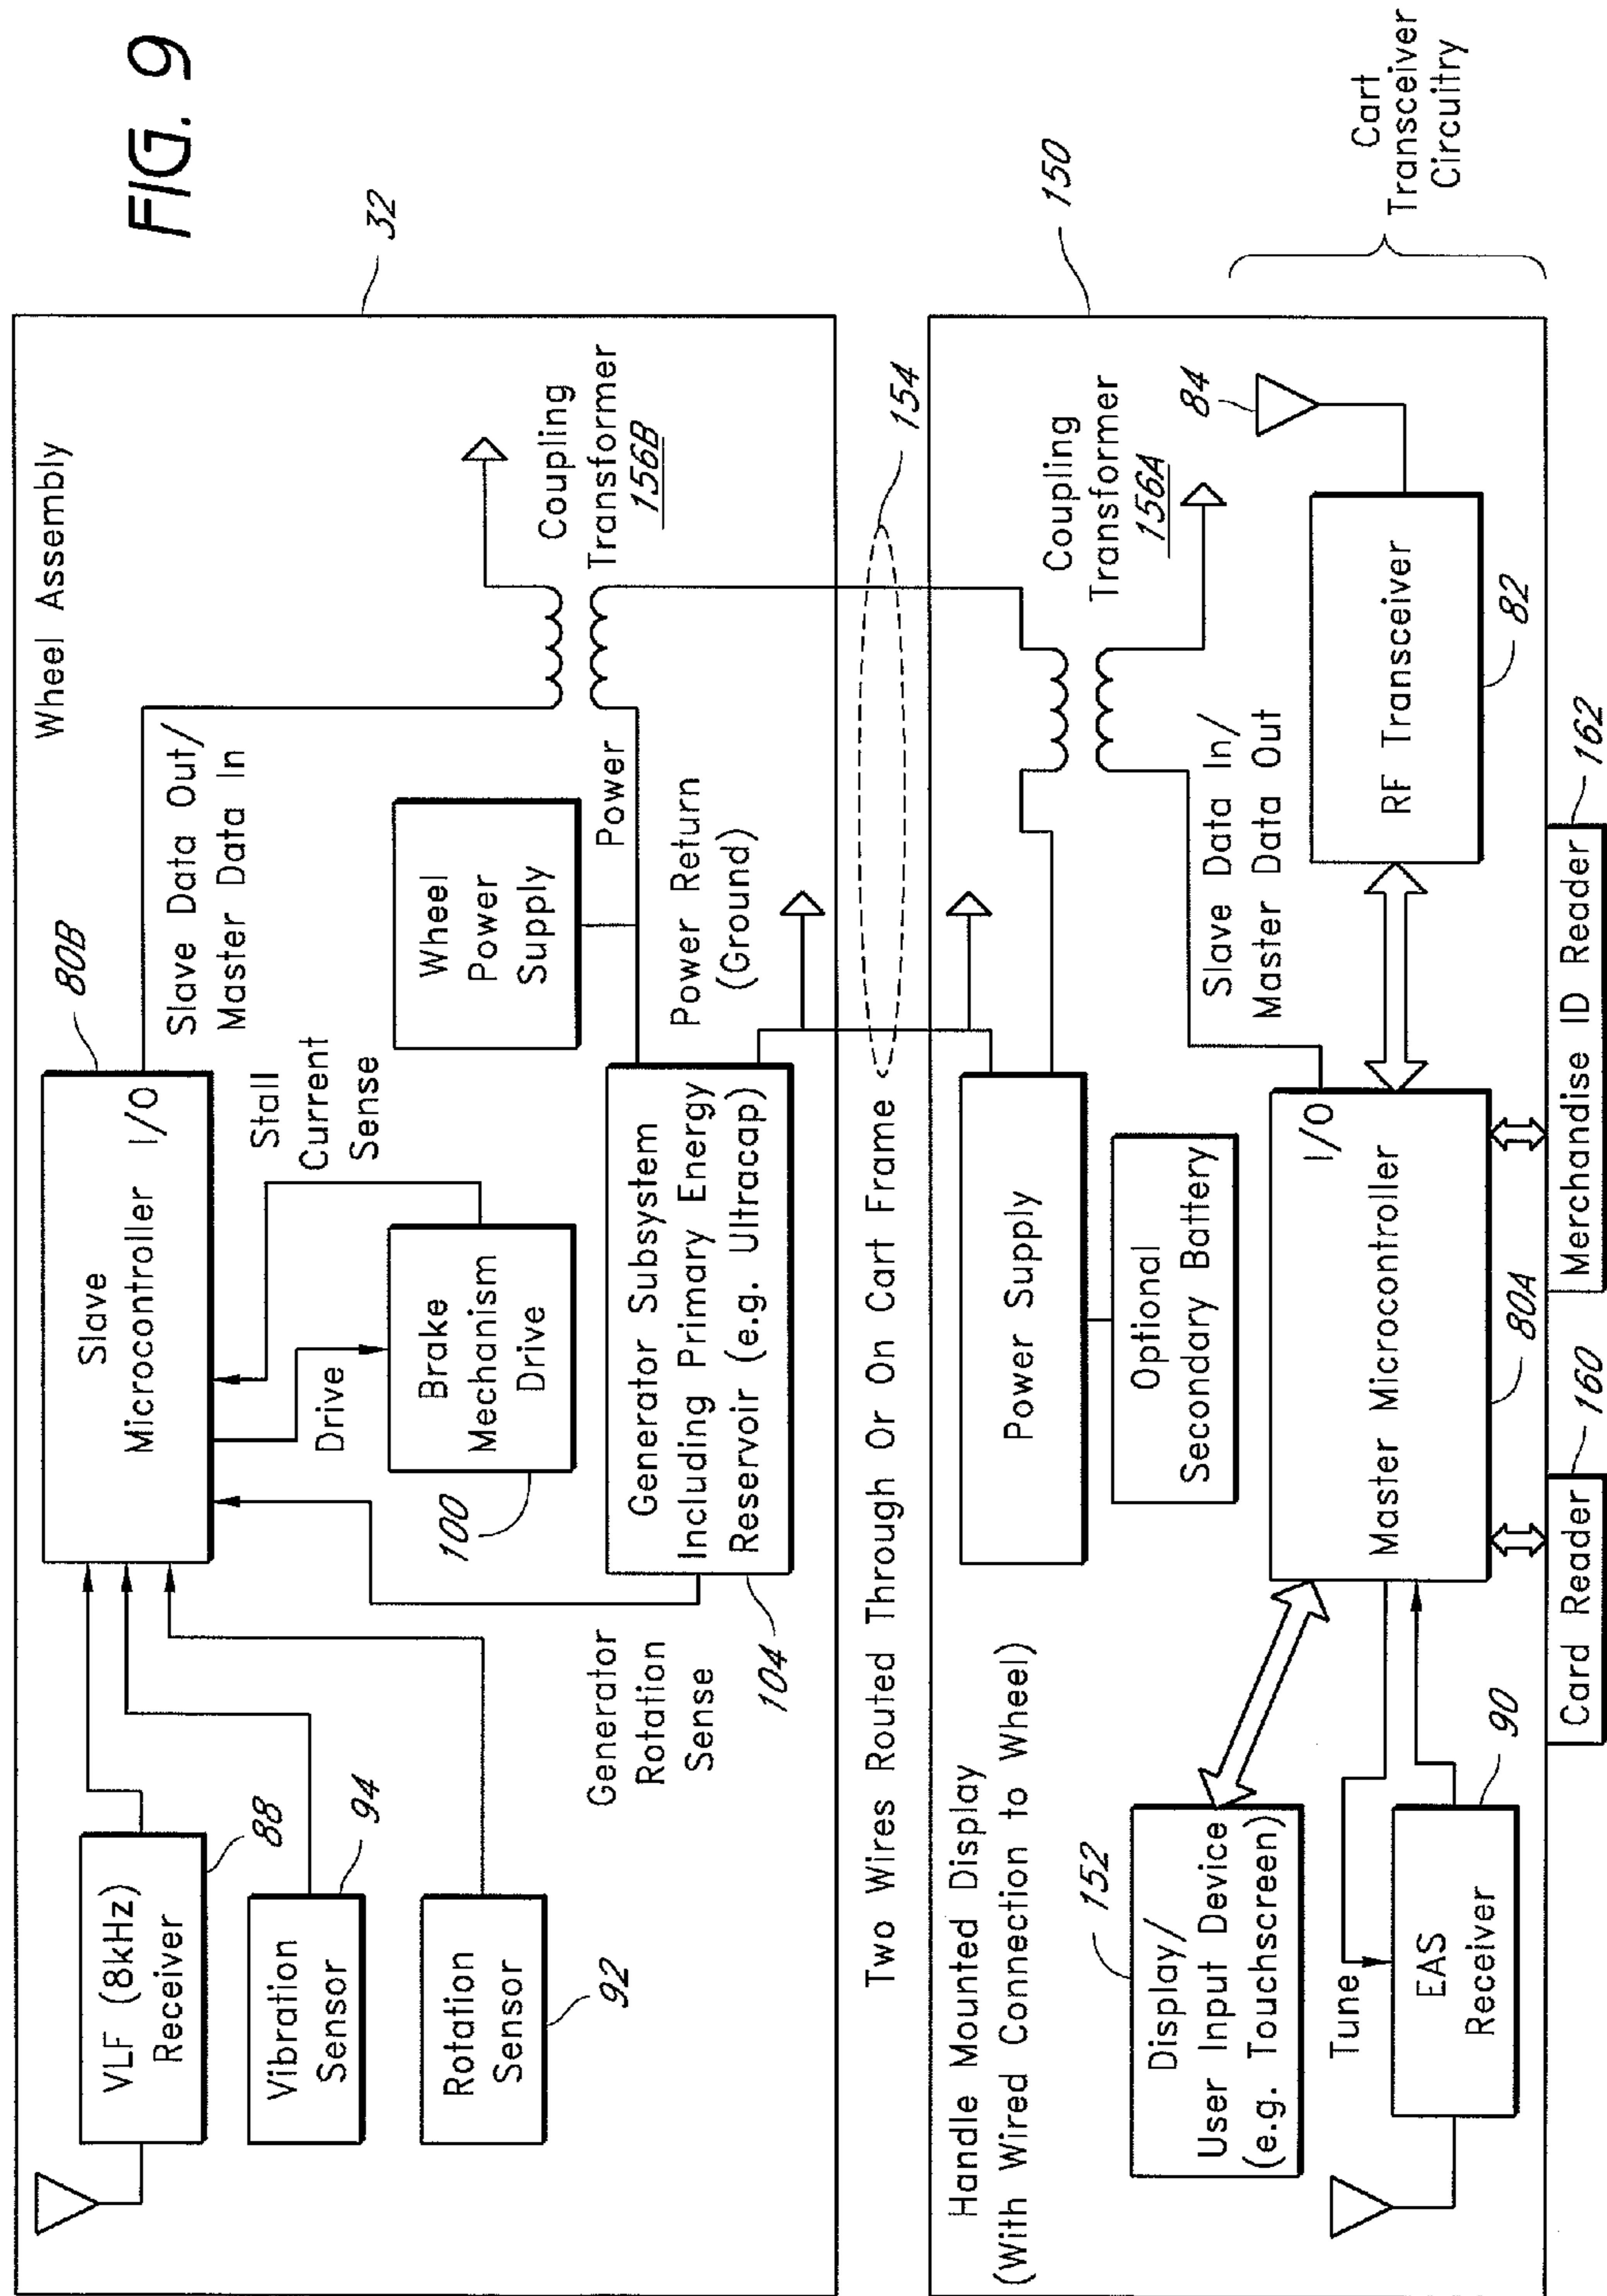 FIG. 9
Wheel Assembly
32
VLF (8kHz)
Receiver
88
Vibration
Sensor
94
Rotation
Sensor
92
Slave
Microcontroller
I/O
80B
Slave Data Out/
Master Data In
Stall
Current
Sense
Drive
Brake
Mechanism
Drive
100
Generator
Rotation
Sense
Generator Subsystem
Including Primary Energy
Reservoir (e.g. Ultracap)
104
Wheel
Power
Supply
Power
Power Return
(Ground)
Coupling
Transformer
156B
Two Wires Routed Through Or On Cart Frame
154
Handle Mounted Display
(With Wired Connection to Wheel)
150
Display/
User Input Device
(e.g. Touchscreen)
152
Tune
EAS
Receiver
90
Power Supply
Optional
Secondary Battery
Master Microcontroller
I/O
80A
Coupling
Transformer
156A
Slave Data In/
Master Data Out
RF Transceiver
82
84
Cart
Transceiver
Circuitry
Card Reader
160
Merchandise ID Reader
162